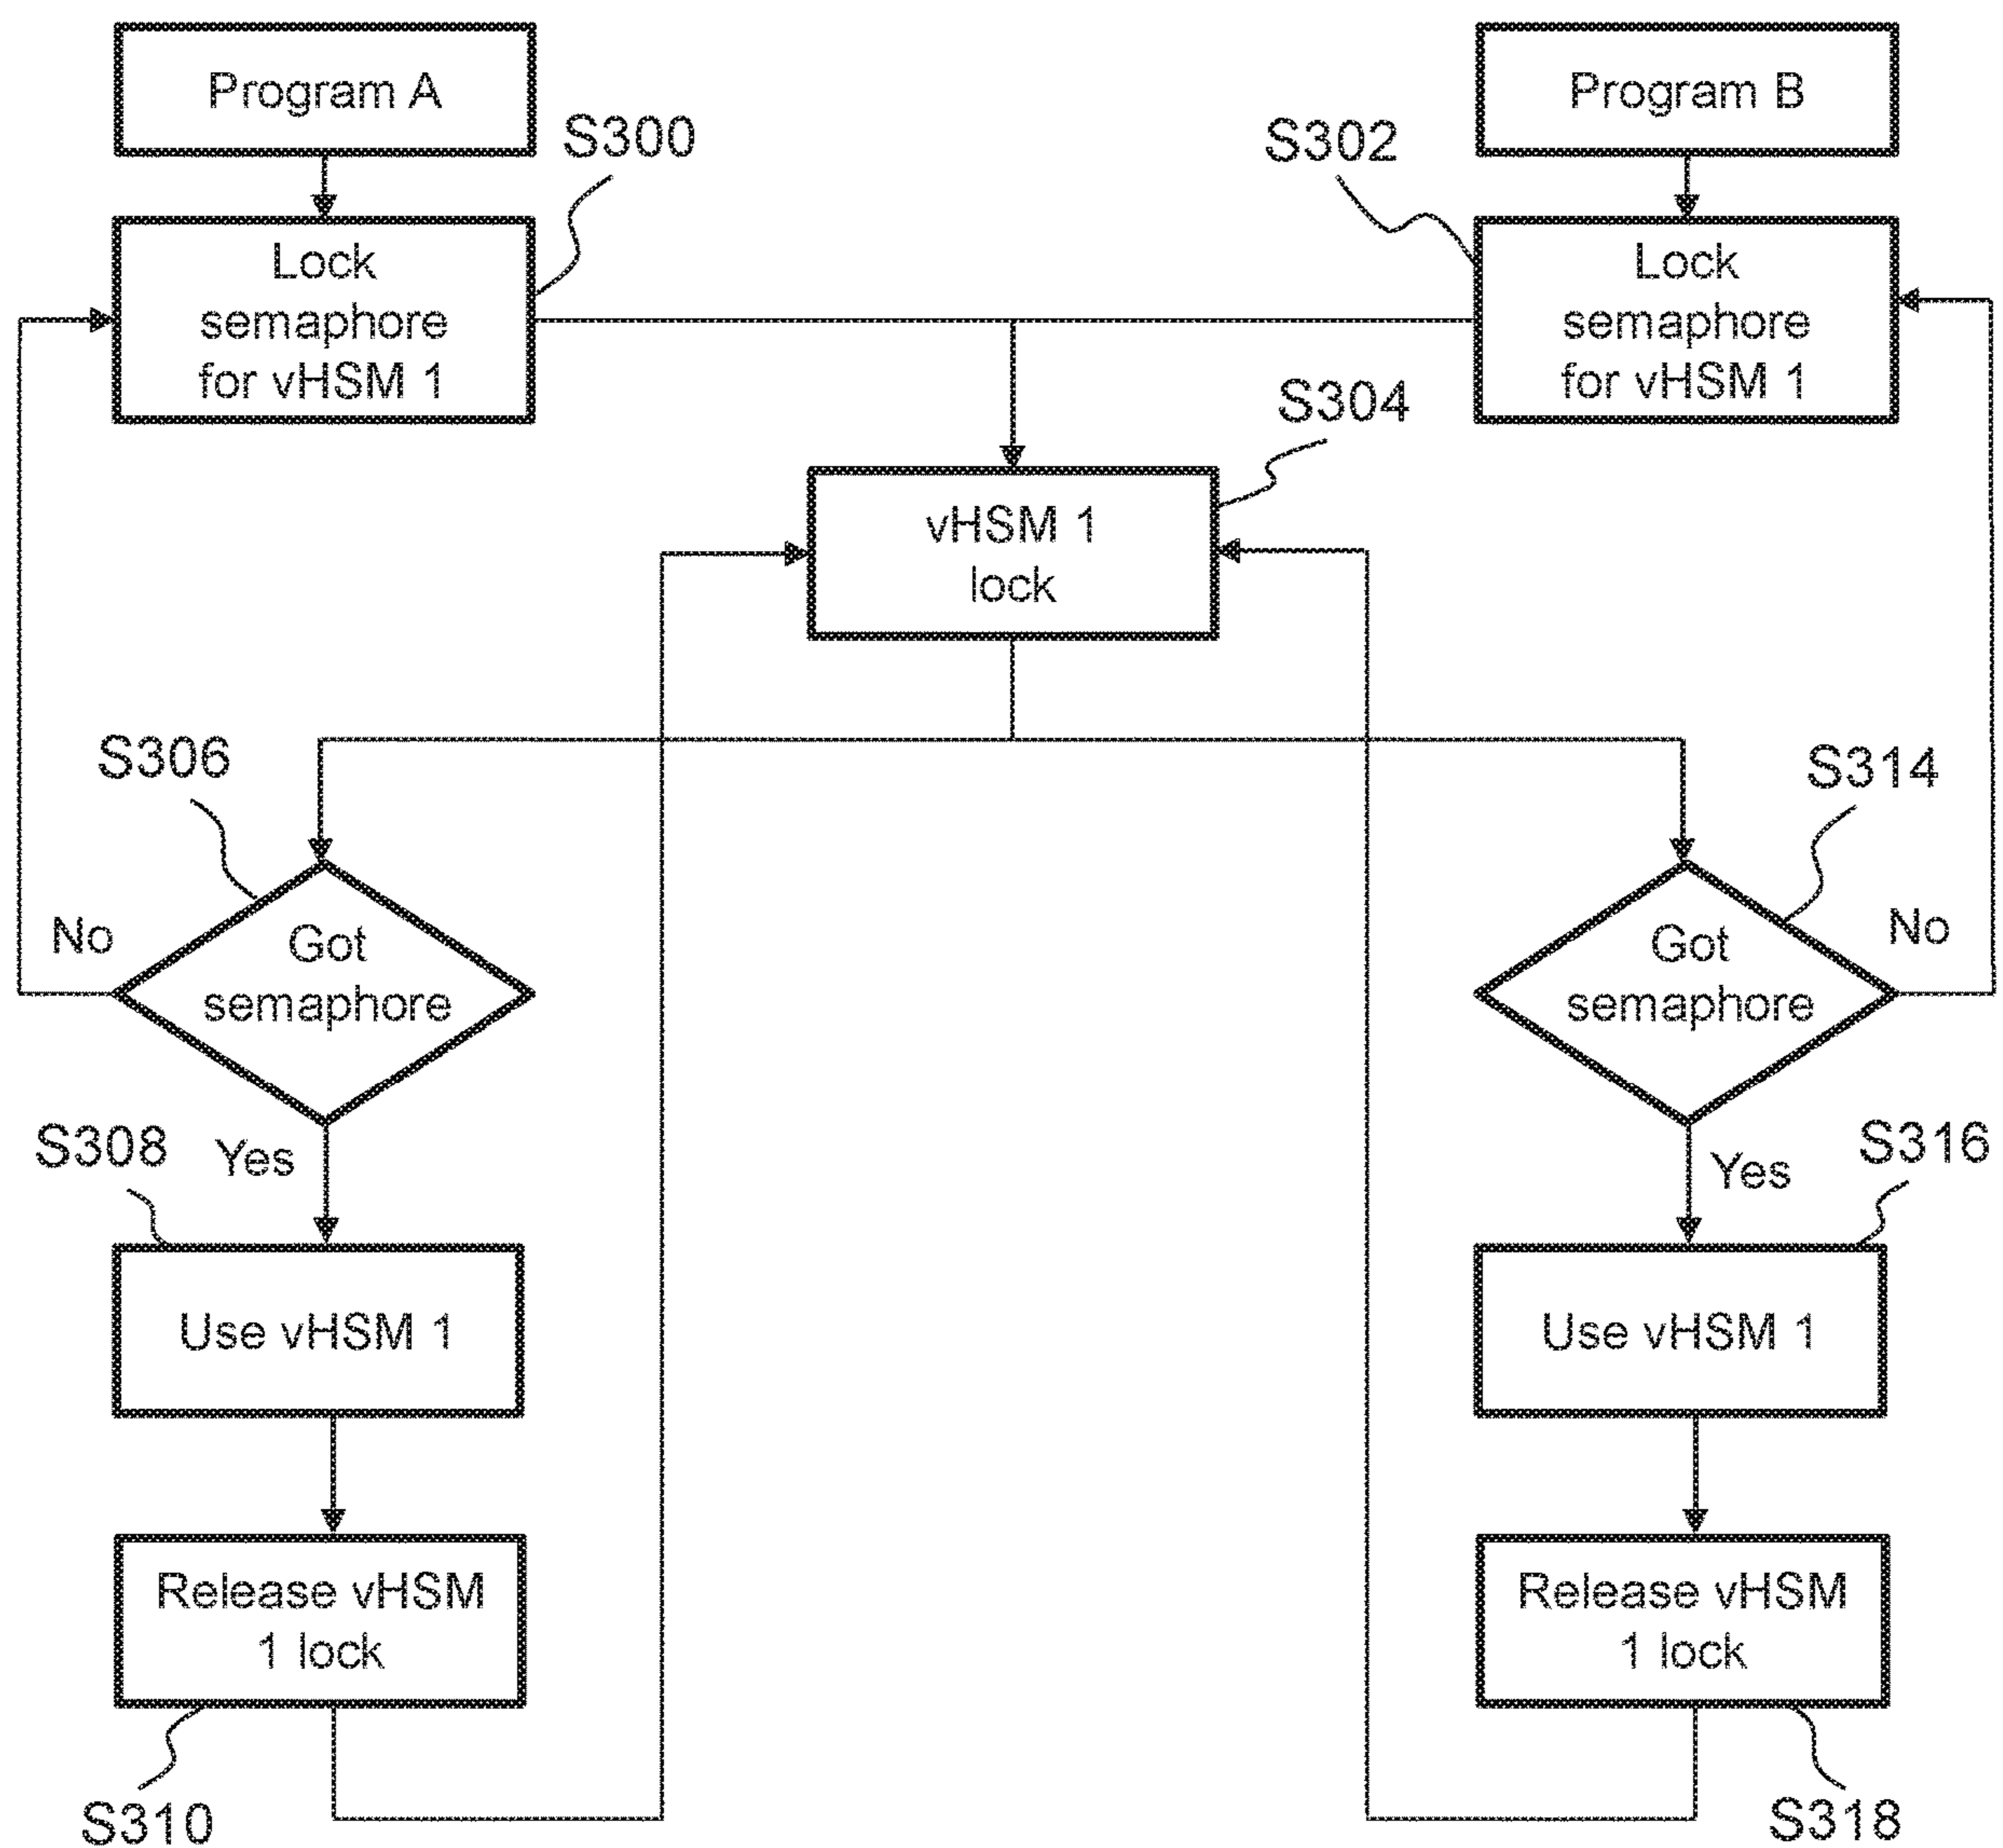 Program A
Program B
S300
S302
Lock
semaphore
for vHSM 1
Lock
semaphore
for vHSM 1
S304
vHSM 1
lock
S306
S314
No
Got
semaphore
Got
semaphore
No
S308
Yes
Yes
S316
Use vHSM 1
Use vHSM 1
Release vHSM
1 lock
Release vHSM
1 lock
S310
S318